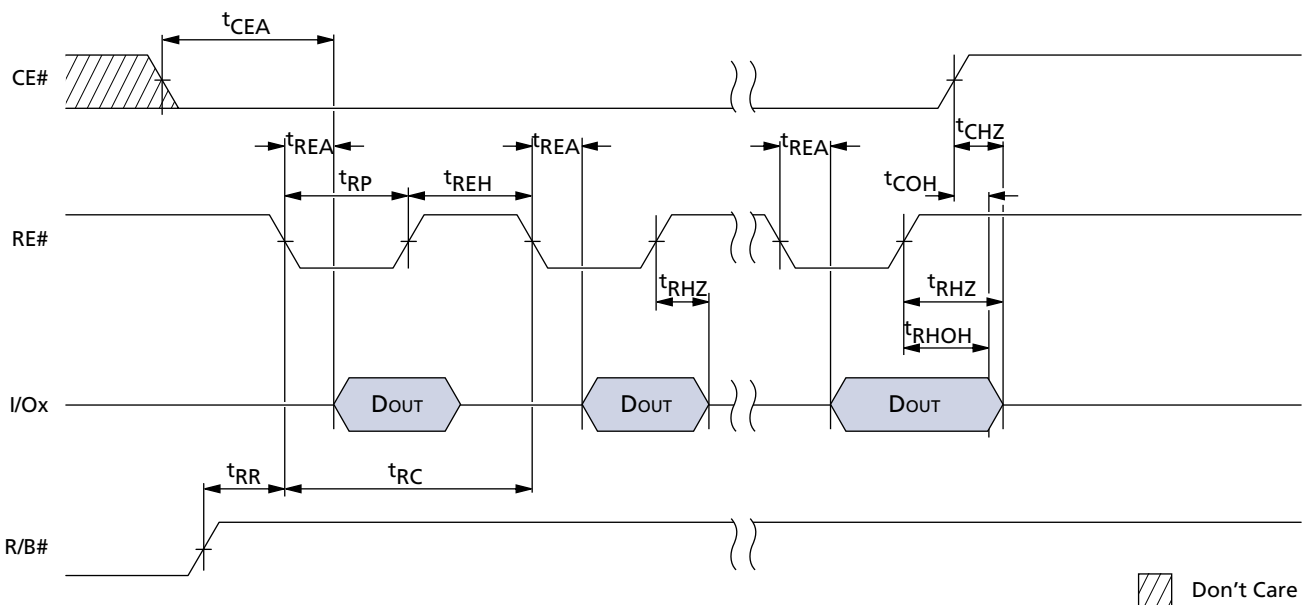 tCEA
CE#
tCHZ
tREA
tREA
tREA
tRP
tREH
tCOH
RE#
tRHZ
tRHZ
tRHOH
I/Ox
DOUT
DOUT
DOUT
tRR
tRC
R/B#
Don't Care